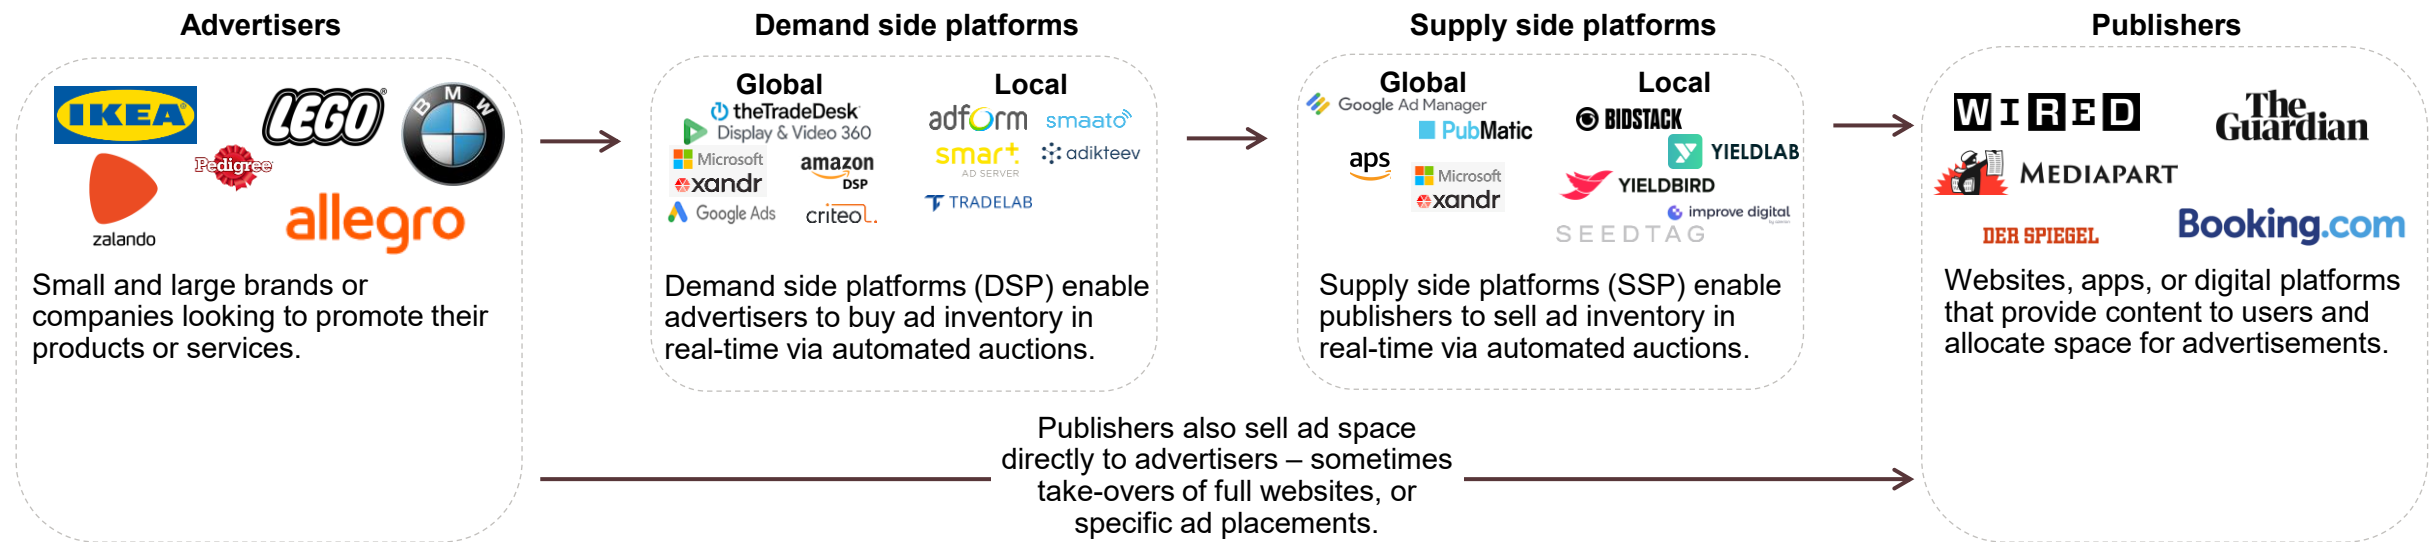 Advertisers
IKEA
LEGO
BMW
Pedigree
zalando
allegro
Small and large brands or
companies looking to promote their
products or services.
Demand side platforms
Global
theTradeDesk
Display & Video 360
Microsoft
xandr
amazon
DSP
Google Ads
criteo
Local
adform
smaato
smart
AD SERVER
adikteev
TRADELAB
Demand side platforms (DSP) enable
advertisers to buy ad inventory in
real-time via automated auctions.
Supply side platforms
Global
Google Ad Manager
PubMatic
aps
Microsoft
xandr
Local
BIDSTACK
YIELDLAB
YIELDBIRD
improve digital
SEEDTAG
Supply side platforms (SSP) enable
publishers to sell ad inventory in
real-time via automated auctions.
Publishers
WIRED
The
Guardian
MEDIAPART
DER SPIEGEL
Booking.com
Websites, apps, or digital platforms
that provide content to users and
allocate space for advertisements.
Publishers also sell ad space
directly to advertisers – sometimes
take-overs of full websites, or
specific ad placements.